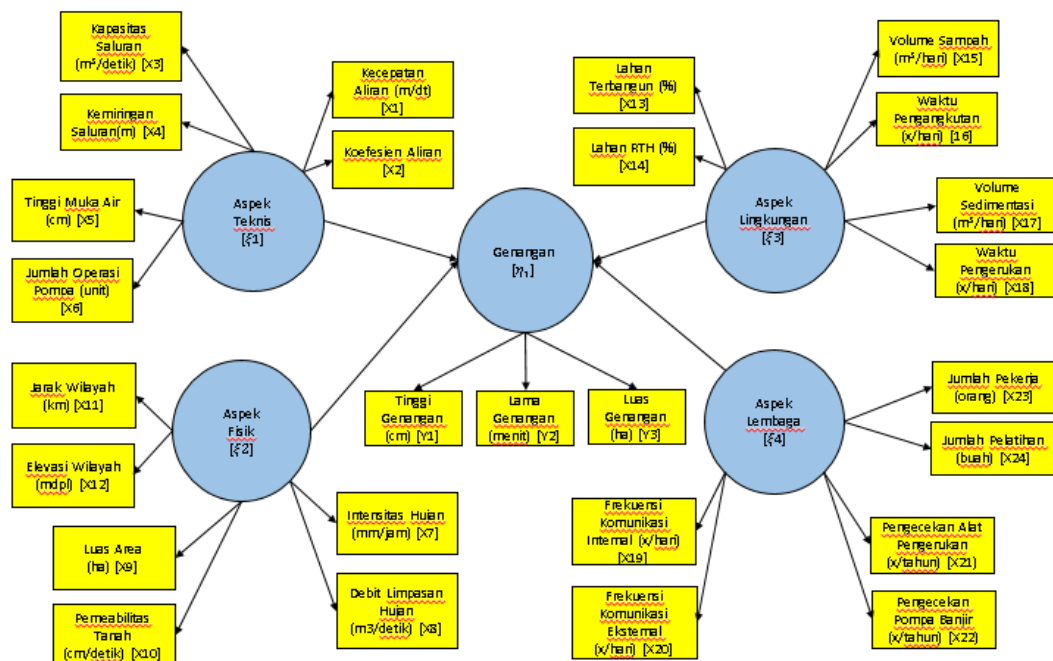 Kapasitas
Saluran
(m³/detik) [X3]
Kemiringan
Saluran(m) [X4]
Kecepatan
Aliran (m/dt)
[X1]
Koefesien Aliran
[X2]
Tinggi Muka Air
(cm) [X5]
Jumlah Operasi
Pompa (unit)
[X6]
Aspek
Teknis
[ξ1]
Genangan
[η₁]
Lahan
Terbangun (%)
[X13]
Lahan RTH (%)
[X14]
Volume Sampah
(m³/hari) [X15]
Waktu
Pengangkutan
(x/hari) [16]
Aspek
Lingkungan
[ξ3]
Volume
Sedimentasi
(m³/hari) [X17]
Waktu
Pengerukan
(x/hari) [X18]
Jarak Wilayah
(km) [X11]
Elevasi Wilayah
(mdpl) [X12]
Aspek
Fisik
[ξ2]
Luas Area
(ha) [X9]
Permeabilitas
Tanah
(cm/detik) [X10]
Intensitas Hujan
(mm/jam) [X7]
Debit Limpasan
Hujan
(m3/detik) [X8]
Tinggi
Genangan
(cm) [Y1]
Lama
Genangan
(menit) [Y2]
Luas
Genangan
(ha) [Y3]
Aspek
Lembaga
[ξ4]
Jumlah Pekerja
(orang) [X23]
Jumlah Pelatihan
(buah) [X24]
Frekuensi
Komunikasi
Internal (x/hari)
[X19]
Frekuensi
Komunikasi
Eksternal
(x/hari) [X20]
Pengecekan Alat
Pengerukan
(x/tahun) [X21]
Pengecekan
Pompa Banjir
(x/tahun) [X22]